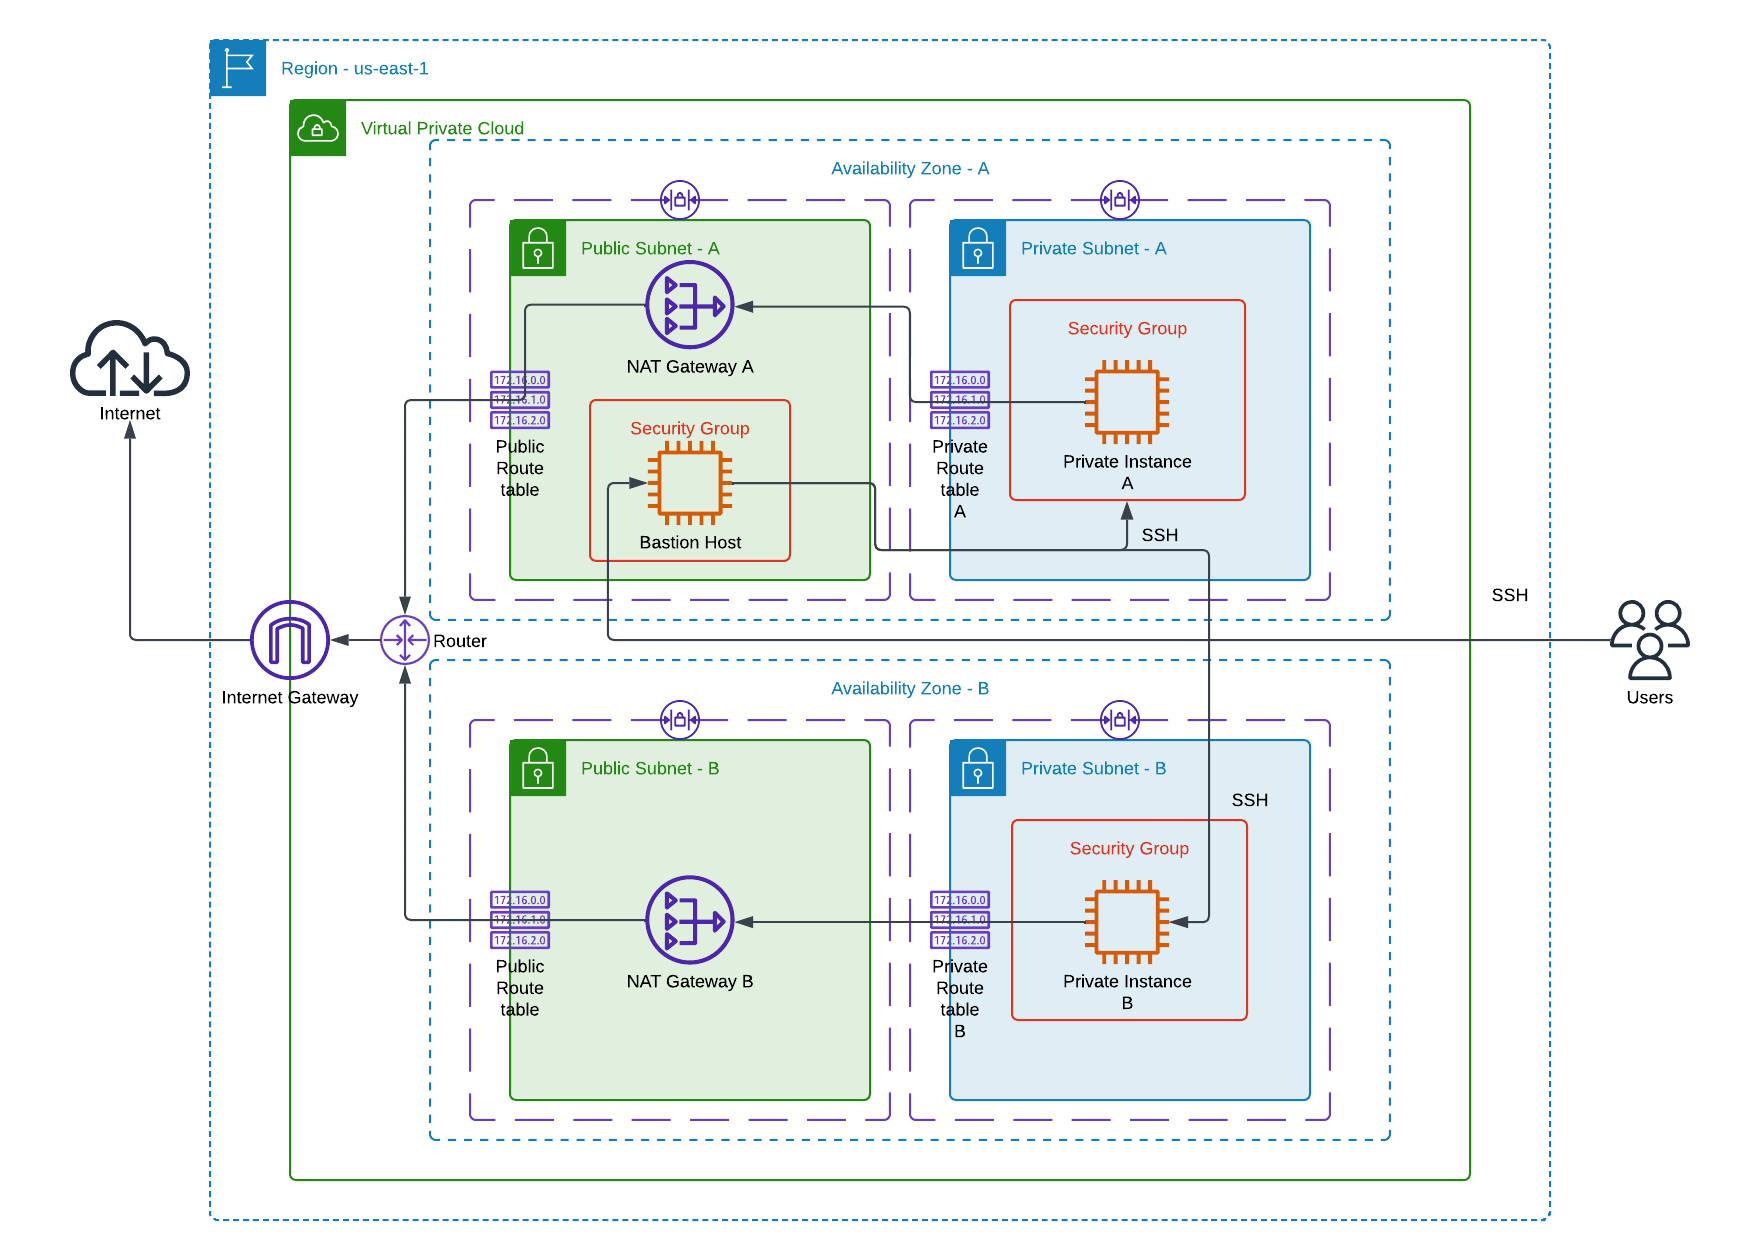 Region - us-east-1
Virtual Private Cloud
Availability Zone - A
Public Subnet - A
NAT Gateway A
172.16.0.0
172.16.1.0
172.16.2.0
Public
Route
table
Security Group
Bastion Host
Private Subnet - A
Security Group
172.16.0.0
172.16.1.0
172.16.2.0
Private
Route
table
A
Private Instance
A
SSH
Internet
SSH
Router
Internet Gateway
Users
Availability Zone - B
Public Subnet - B
172.16.0.0
172.16.1.0
172.16.2.0
Public
Route
table
NAT Gateway B
Private Subnet - B
SSH
Security Group
172.16.0.0
172.16.1.0
172.16.2.0
Private
Route
table
B
Private Instance
B